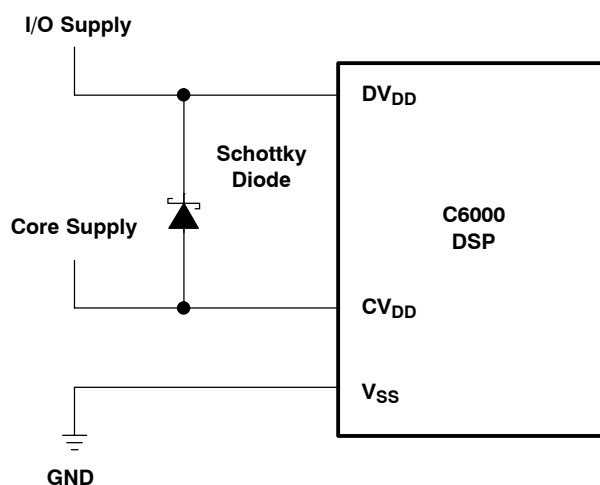 I/O Supply
DVDD
Schottky
Diode
C6000
DSP
Core Supply
CVDD
VSS
GND